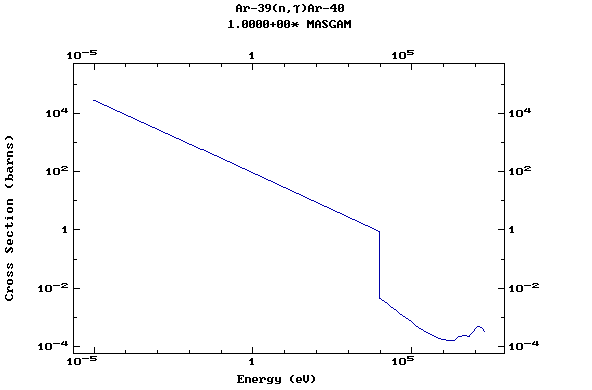 Ar-39(n,γ)Ar-40
1.0000+00* MASGAM
10⁻⁵ 1 10⁵
10⁴ 10⁴
10² 10²
1 1
10⁻² 10⁻²
10⁻⁴ 10⁻⁴
10⁻⁵ 1 10⁵
Cross Section (barns)
Energy (eV)